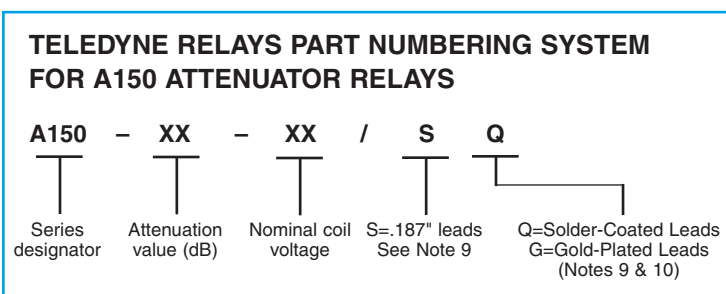 TELEDYNE RELAYS PART NUMBERING SYSTEM
FOR A150 ATTENUATOR RELAYS
A150 – XX – XX / S Q
Series designator
Attenuation value (dB)
Nominal coil voltage
S=.187" leads
See Note 9
Q=Solder-Coated Leads
G=Gold-Plated Leads
(Notes 9 & 10)